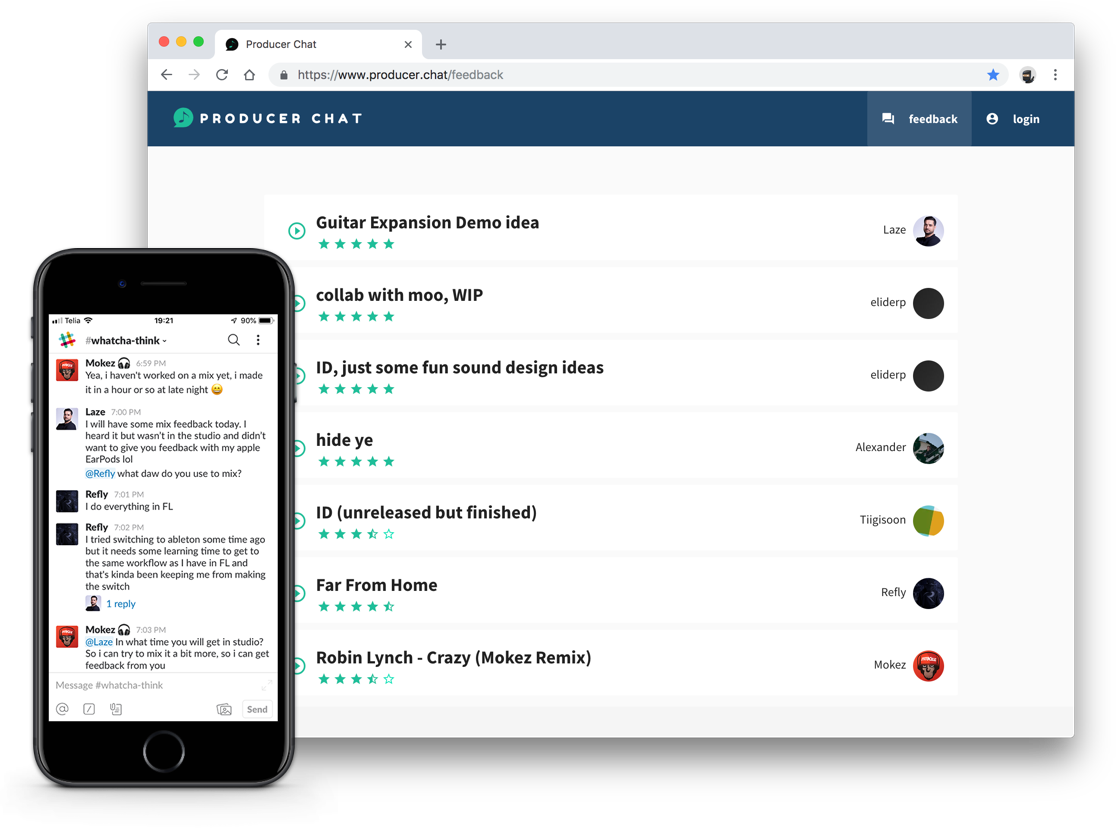 Producer Chat
https://www.producer.chat/feedback
PRODUCER CHAT
feedback
login
Guitar Expansion Demo idea
Laze
collab with moo, WIP
eliderp
ID, just some fun sound design ideas
eliderp
hide ye
Alexander
ID (unreleased but finished)
Tiigisoon
Far From Home
Refly
Robin Lynch - Crazy (Mokez Remix)
Mokez
Telia
19:21
90%
#whatcha-think
Mokez 6:59 PM
Yea, i haven't worked on a mix yet, i made
it in a hour or so at late night 😀
Laze 7:00 PM
I will have some mix feedback today. I
heard it but wasn't in the studio and didn't
want to give you feedback with my apple
EarPods lol
@Refly what daw do you use to mix?
Refly 7:01 PM
I do everything in FL
Refly 7:02 PM
I tried switching to ableton some time ago
but it needs some learning time to get to
the same workflow as I have in FL and
that's kinda been keeping me from making
the switch
1 reply
Mokez 7:03 PM
@Laze In what time you will get in studio?
So i can try to mix it a bit more, so i can get
feedback from you
Message #whatcha-think
Send